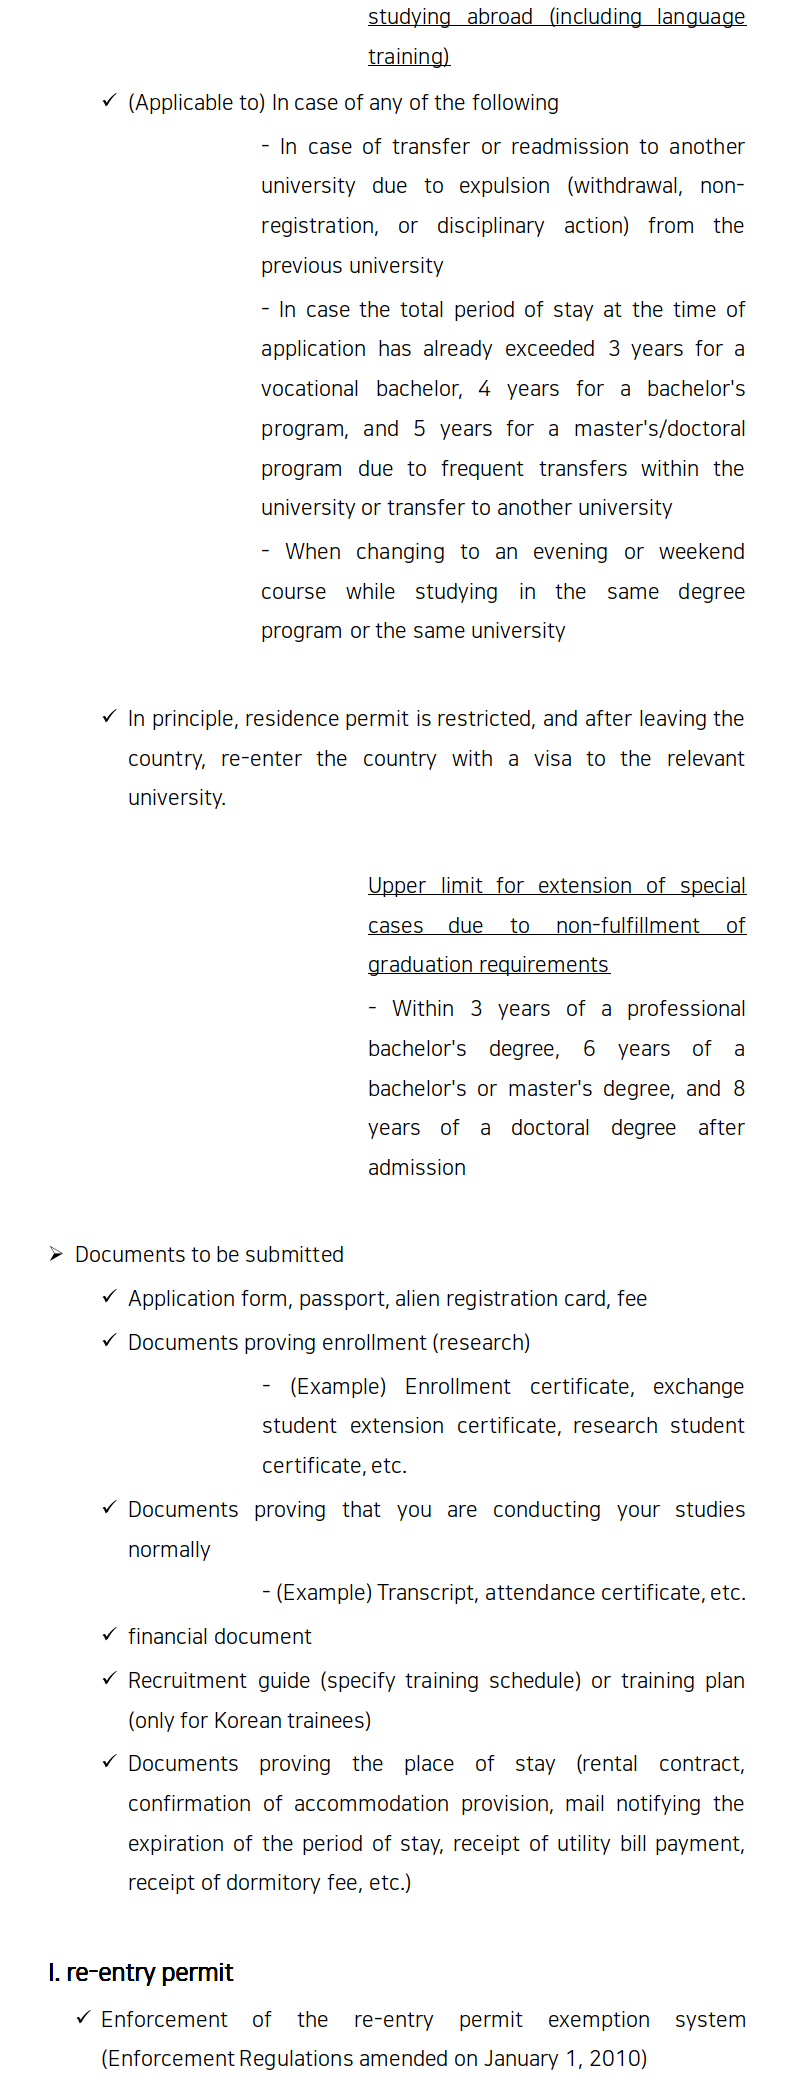 studying abroad (including language
training)
✓ (Applicable to) In case of any of the following
- In case of transfer or readmission to another
university due to expulsion (withdrawal, non-
registration, or disciplinary action) from the
previous university
- In case the total period of stay at the time of
application has already exceeded 3 years for a
vocational bachelor, 4 years for a bachelor's
program, and 5 years for a master's/doctoral
program due to frequent transfers within the
university or transfer to another university
- When changing to an evening or weekend
course while studying in the same degree
program or the same university
✓ In principle, residence permit is restricted, and after leaving the
country, re-enter the country with a visa to the relevant
university.
Upper limit for extension of special
cases due to non-fulfillment of
graduation requirements
- Within 3 years of a professional
bachelor's degree, 6 years of a
bachelor's or master's degree, and 8
years of a doctoral degree after
admission
➢ Documents to be submitted
✓ Application form, passport, alien registration card, fee
✓ Documents proving enrollment (research)
- (Example) Enrollment certificate, exchange
student extension certificate, research student
certificate, etc.
✓ Documents proving that you are conducting your studies
normally
- (Example) Transcript, attendance certificate, etc.
✓ financial document
✓ Recruitment guide (specify training schedule) or training plan
(only for Korean trainees)
✓ Documents proving the place of stay (rental contract,
confirmation of accommodation provision, mail notifying the
expiration of the period of stay, receipt of utility bill payment,
receipt of dormitory fee, etc.)
I. re-entry permit
✓ Enforcement of the re-entry permit exemption system
(Enforcement Regulations amended on January 1, 2010)